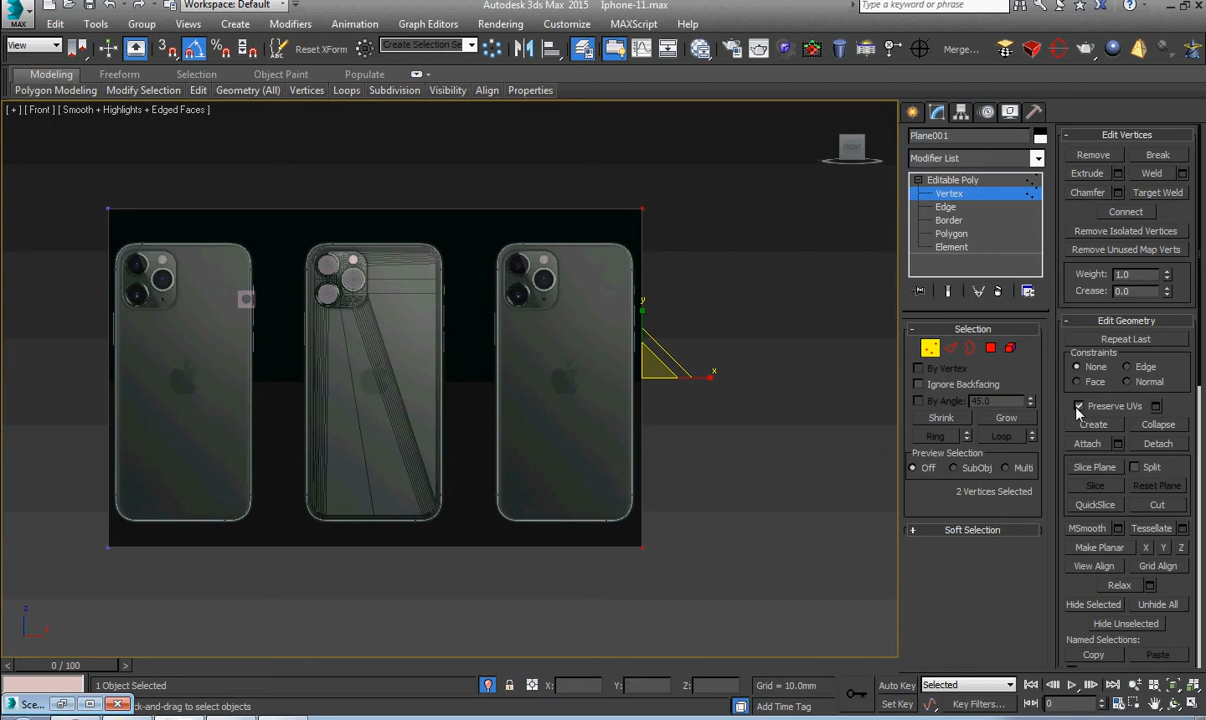 MAX
Workspace: Default
Autodesk 3ds Max 2015
Iphone-11.max
Type a keyword or phrase
Edit Tools Group Views Create Modifiers Animation Graph Editors Rendering Customize MAXScript Help
View
3
Reset XForm
Create Selection Se
Merge...
Modeling Freeform Selection Object Paint Populate
Polygon Modeling Modify Selection Edit Geometry (All) Vertices Loops Subdivision Visibility Align Properties
[ + ] [ Front ] [ Smooth + Highlights + Edged Faces ]
FRONT
y
x
z
Plane001
Modifier List
Editable Poly
Vertex
Edge
Border
Polygon
Element
Selection
By Vertex
Ignore Backfacing
By Angle: 45.0
Shrink Grow
Ring Loop
Preview Selection
Off SubObj Multi
2 Vertices Selected
Soft Selection
Edit Vertices
Remove Break
Extrude Weld
Chamfer Target Weld
Connect
Remove Isolated Vertices
Remove Unused Map Verts
Weight: 1.0
Crease: 0.0
Edit Geometry
Repeat Last
Constraints
None Edge
Face Normal
Preserve UVs
Create Collapse
Attach Detach
Slice Plane Split
Slice Reset Plane
QuickSlice Cut
MSmooth Tessellate
Make Planar X Y Z
View Align Grid Align
Relax
Hide Selected Unhide All
Hide Unselected
Named Selections:
Copy Paste
< 0 / 100 >
1 Object Selected
X: Y: Z:
Grid = 10.0mm
Auto Key Selected
Sce...
ck-and-drag to select objects
Add Time Tag
Set Key Key Filters...
0